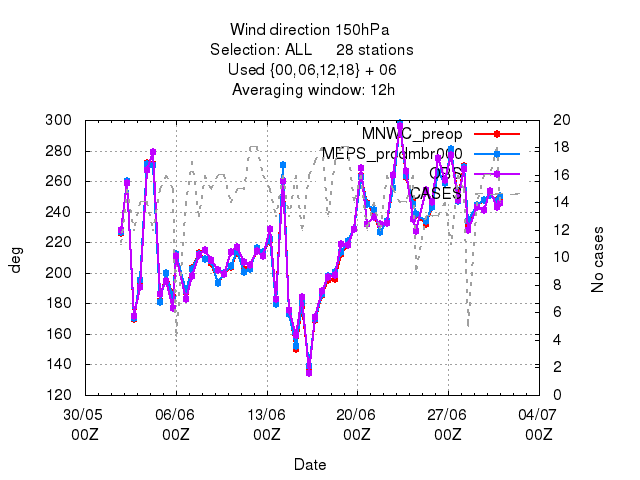 Wind direction 150hPa
Selection: ALL 28 stations
Used {00,06,12,18} + 06
Averaging window: 12h
MNWC_preop
MEPS_prodmbr000
OBS
CASES
300
280
260
240
220
200
180
160
140
120
deg
20
18
16
14
12
10
8
6
4
2
0
No cases
30/05 06/06 13/06 20/06 27/06 04/07
00Z 00Z 00Z 00Z 00Z 00Z
Date